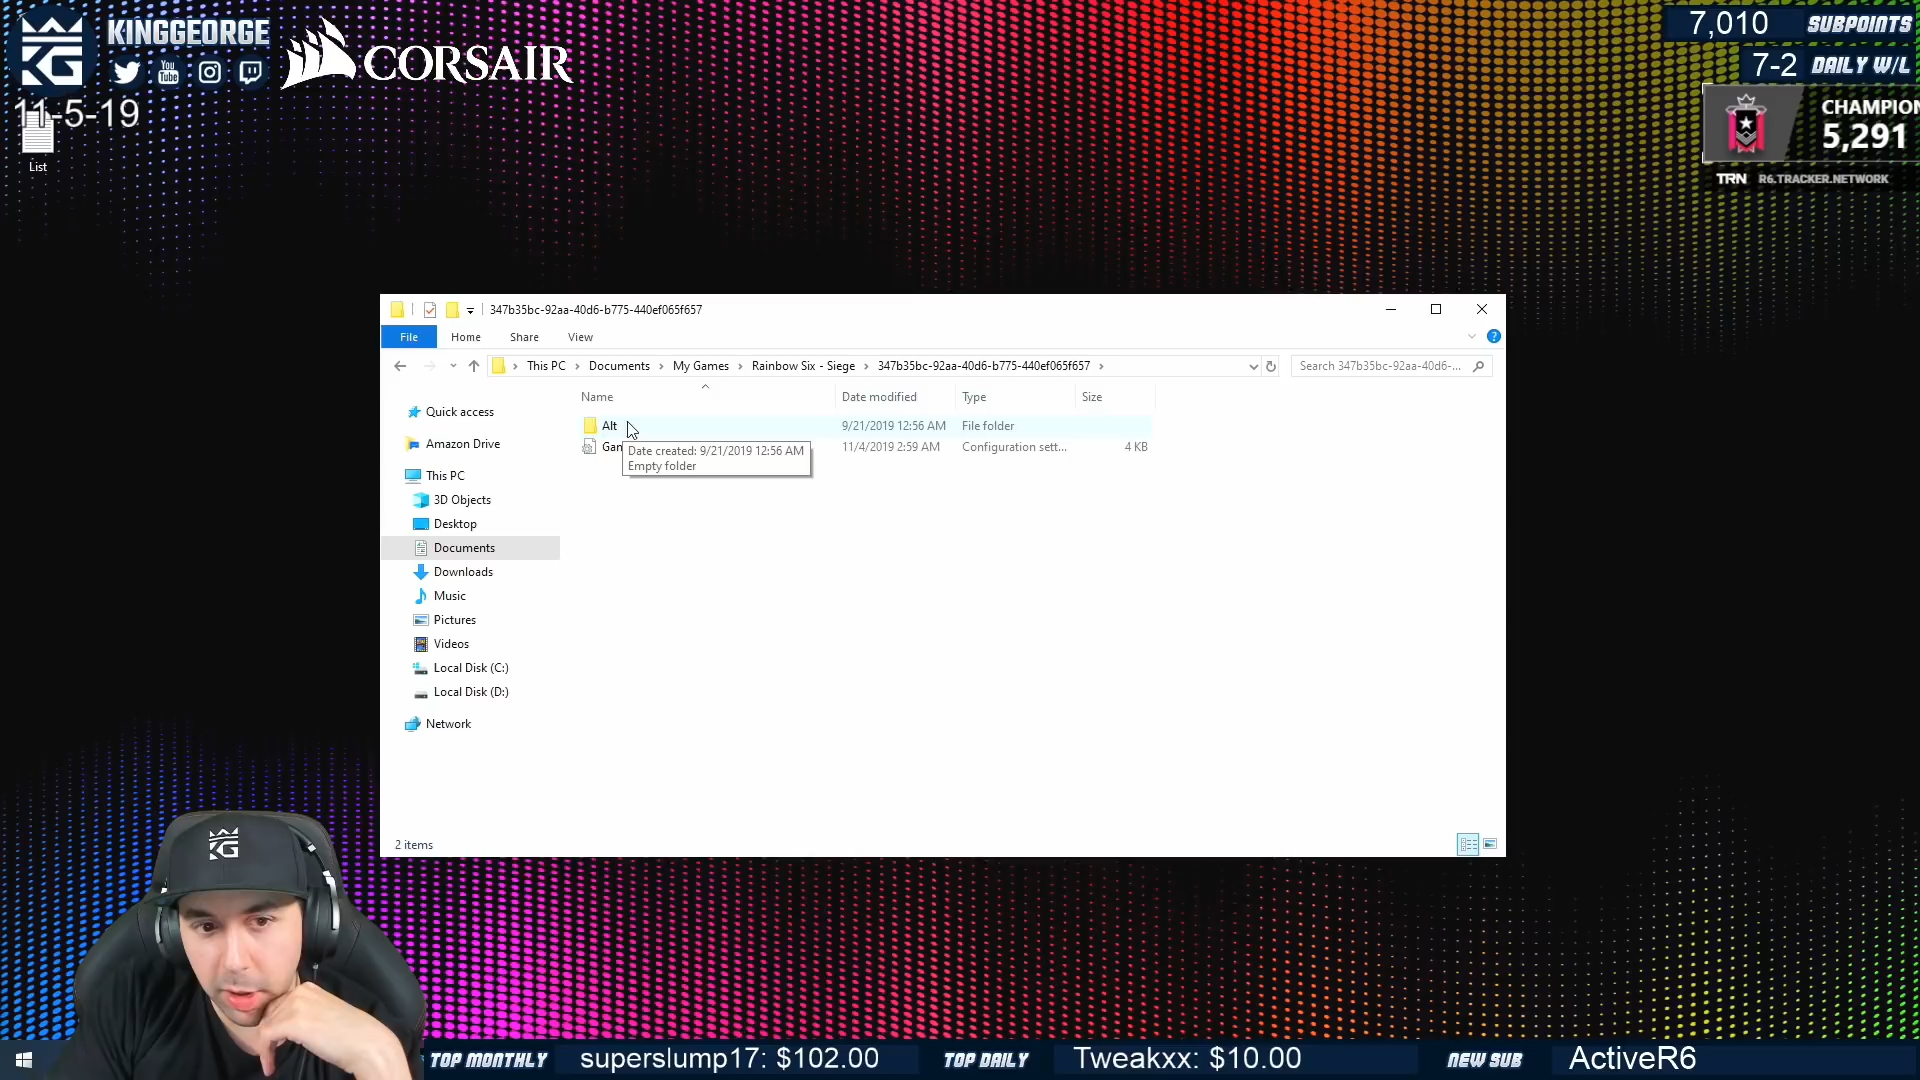 KINGGEORGE
CORSAIR
You
Tube
KG
11-5-19
List
7,010 SUBPOINTS
7-2 DAILY W/L
CHAMPION
5,291
TRN R6.TRACKER.NETWORK
347b35bc-92aa-40d6-b775-440ef065f657
File Home Share View
This PC Documents My Games Rainbow Six - Siege 347b35bc-92aa-40d6-b775-440ef065f657
Search 347b35bc-92aa-40d6-...
Name Date modified Type Size
Alt 9/21/2019 12:56 AM File folder
11/4/2019 2:59 AM Configuration sett... 4 KB
Date created: 9/21/2019 12:56 AM
Empty folder
Quick access
Amazon Drive
This PC
3D Objects
Desktop
Documents
Downloads
Music
Pictures
Videos
Local Disk (C:)
Local Disk (D:)
Network
2 items
KG
TOP MONTHLY superslump17: $102.00 TOP DAILY Tweakxx: $10.00 NEW SUB ActiveR6